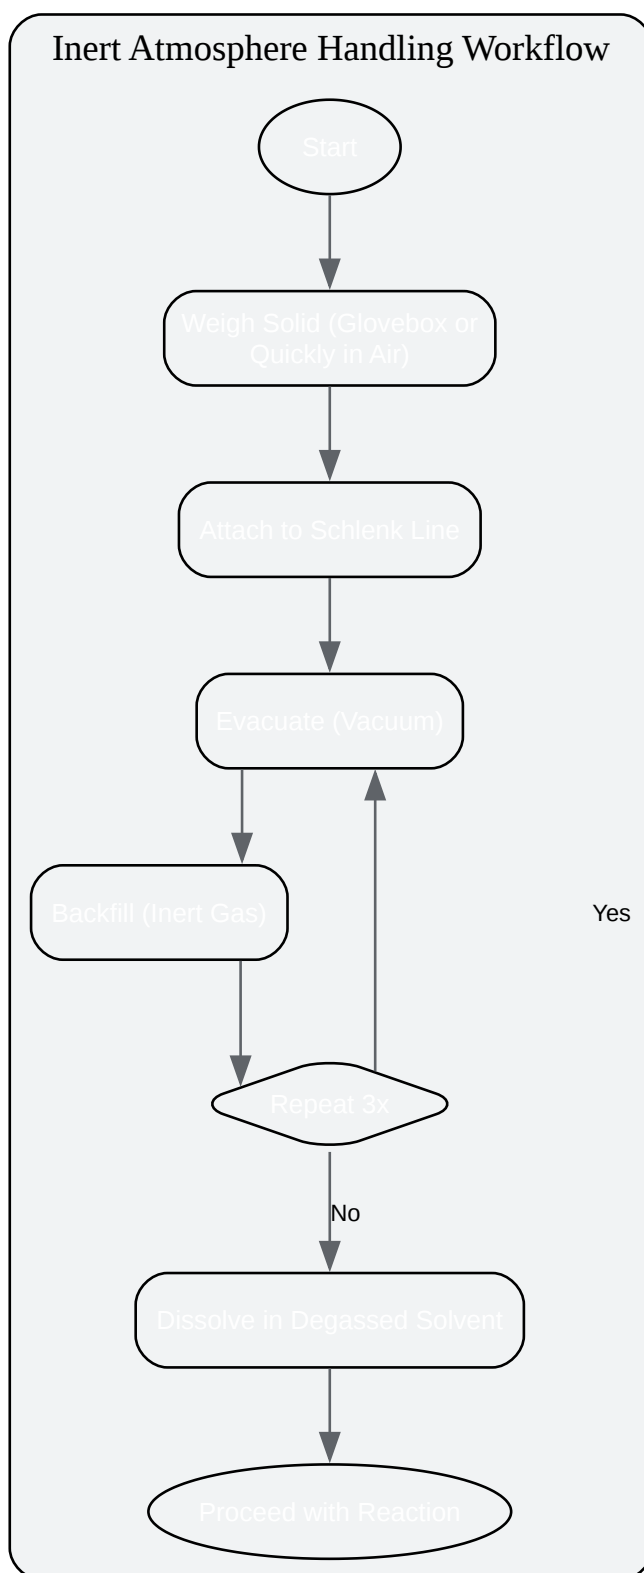 Inert Atmosphere Handling Workflow
Start
Weigh Solid (Glovebox or
Quickly in Air)
Attach to Schlenk Line
Evacuate (Vacuum)
Backfill (Inert Gas)
Yes
Repeat 3x
No
Dissolve in Degassed Solvent
Proceed with Reaction